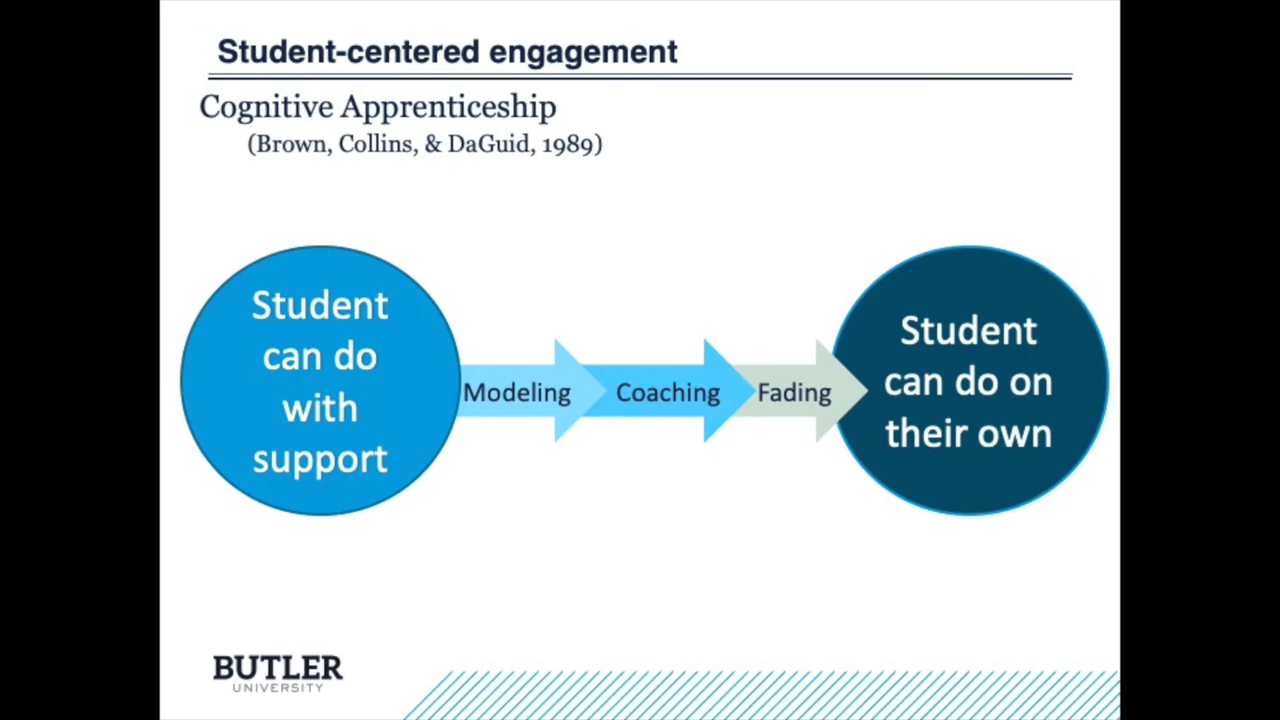 Student-centered engagement
Cognitive Apprenticeship
(Brown, Collins, & DaGuid, 1989)
Student
can do
with
support
Modeling
Coaching
Fading
Student
can do on
their own
BUTLER
UNIVERSITY